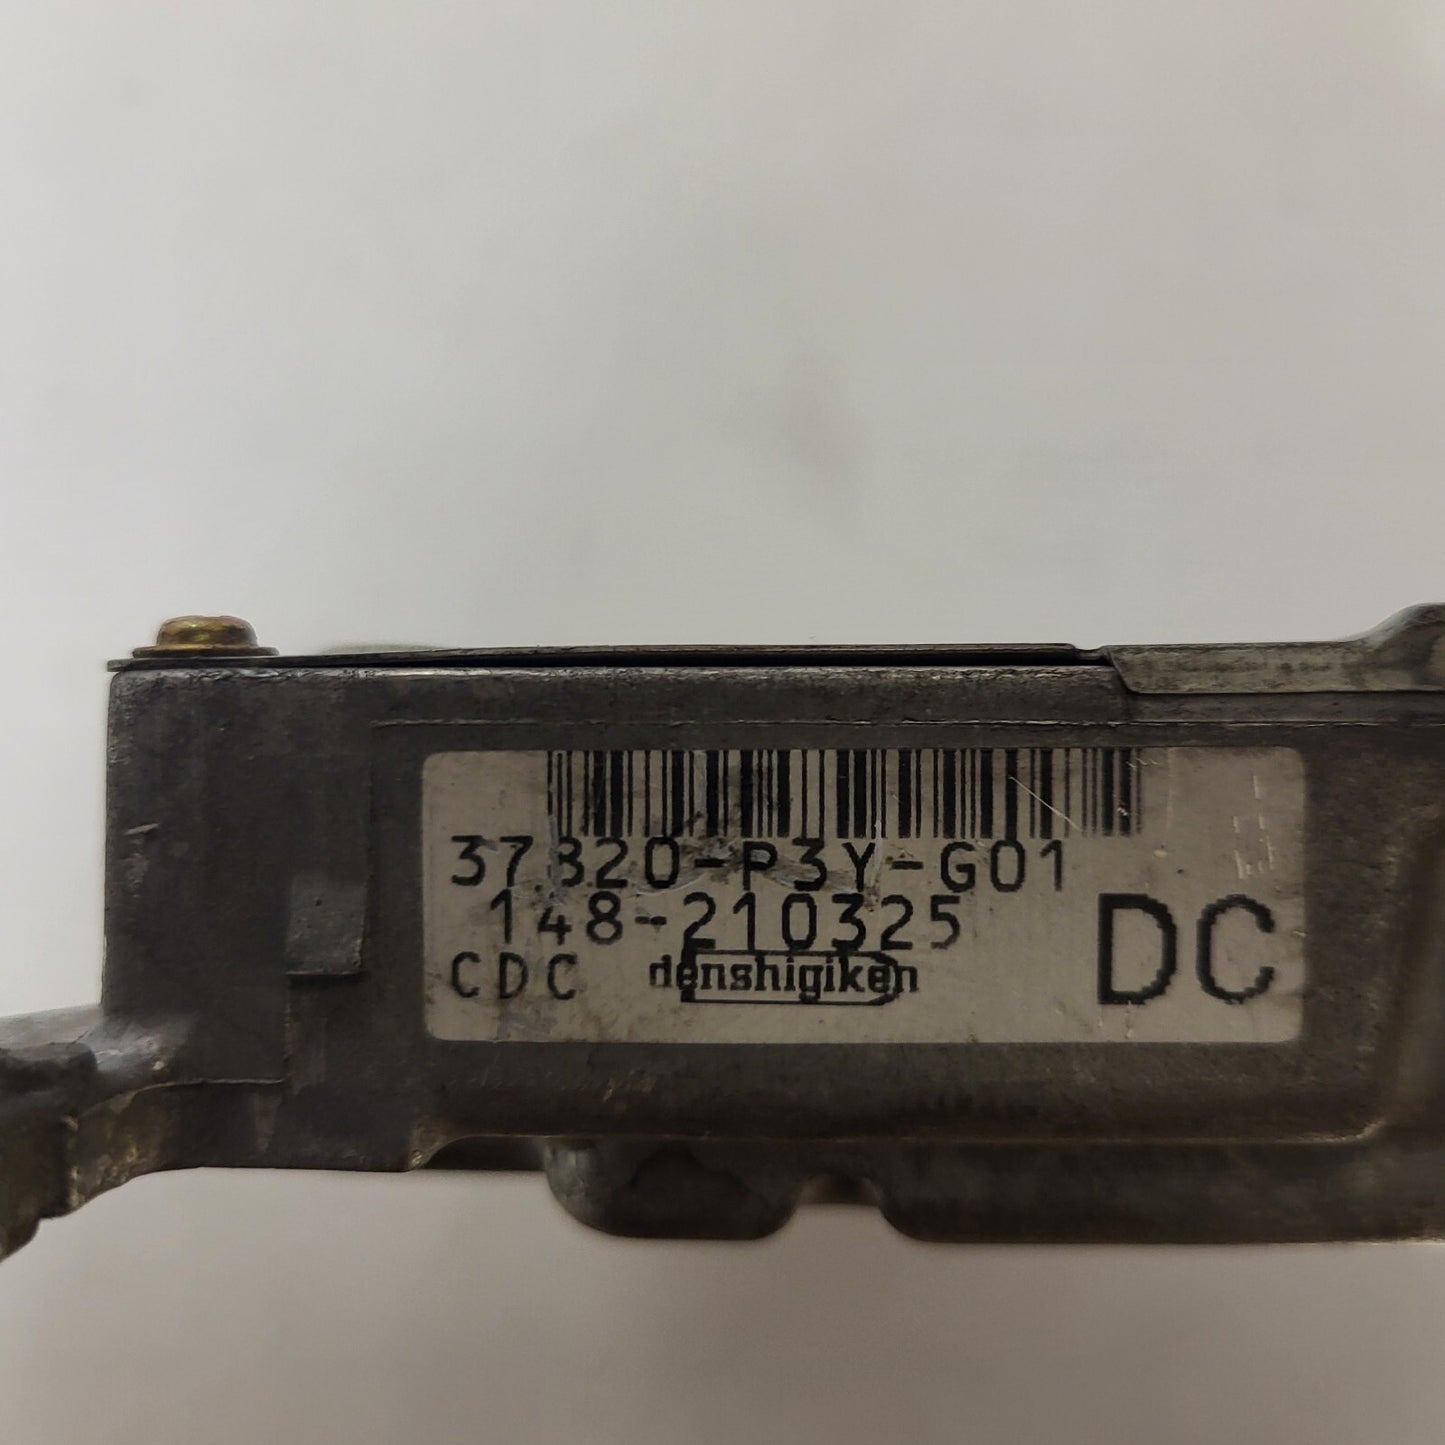 37820-P3Y-G01
148-210325
CDC denshigiken DC